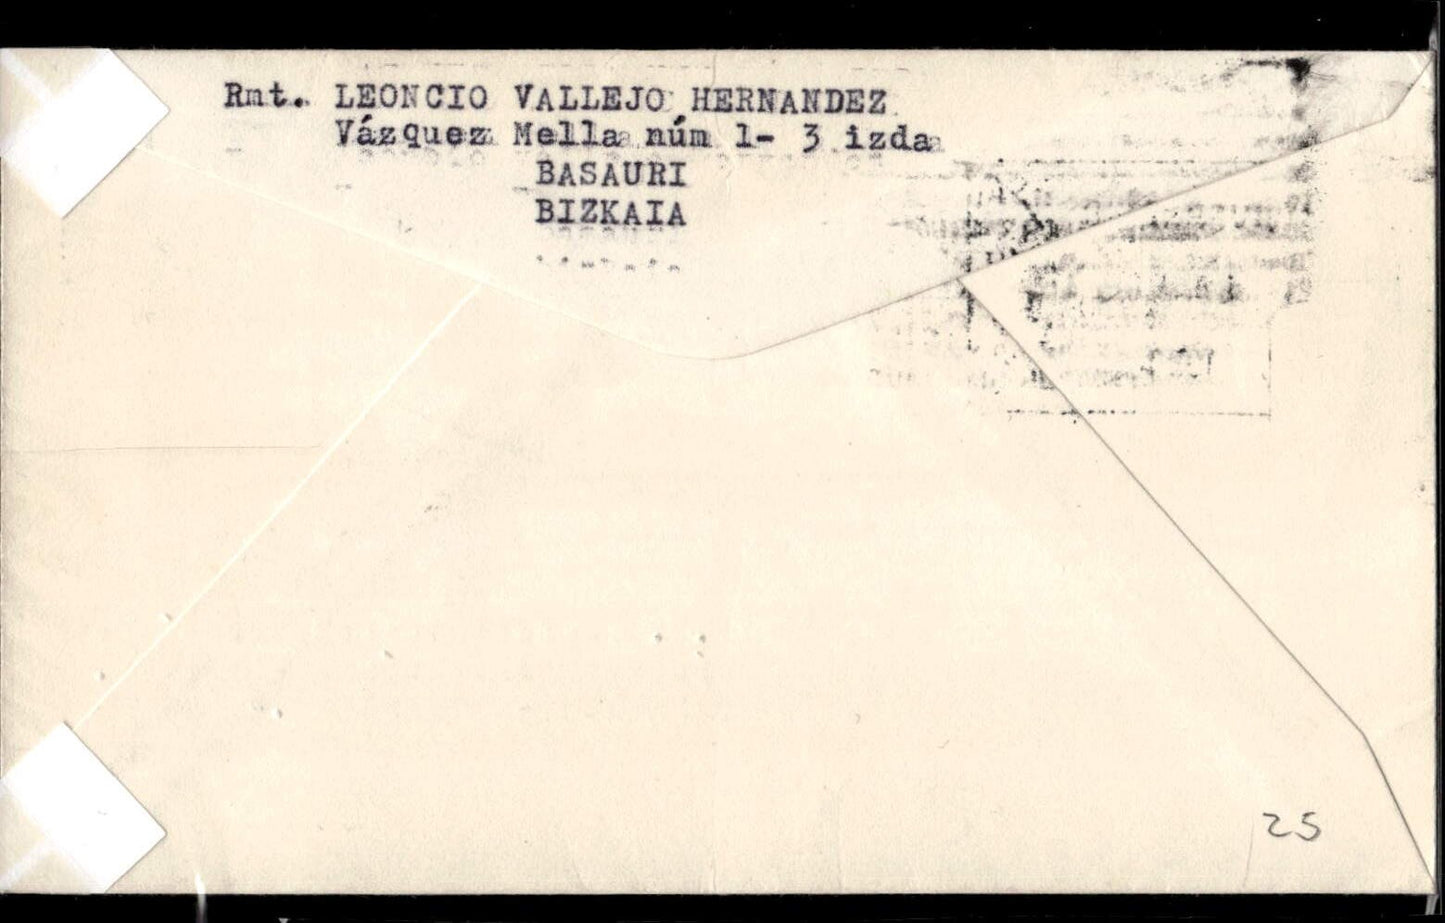 Rmt. LEONCIO VALLEJO HERNANDEZ
Vázquez Mella núm 1- 3 izda
BASAURI
BIZKAIA
25